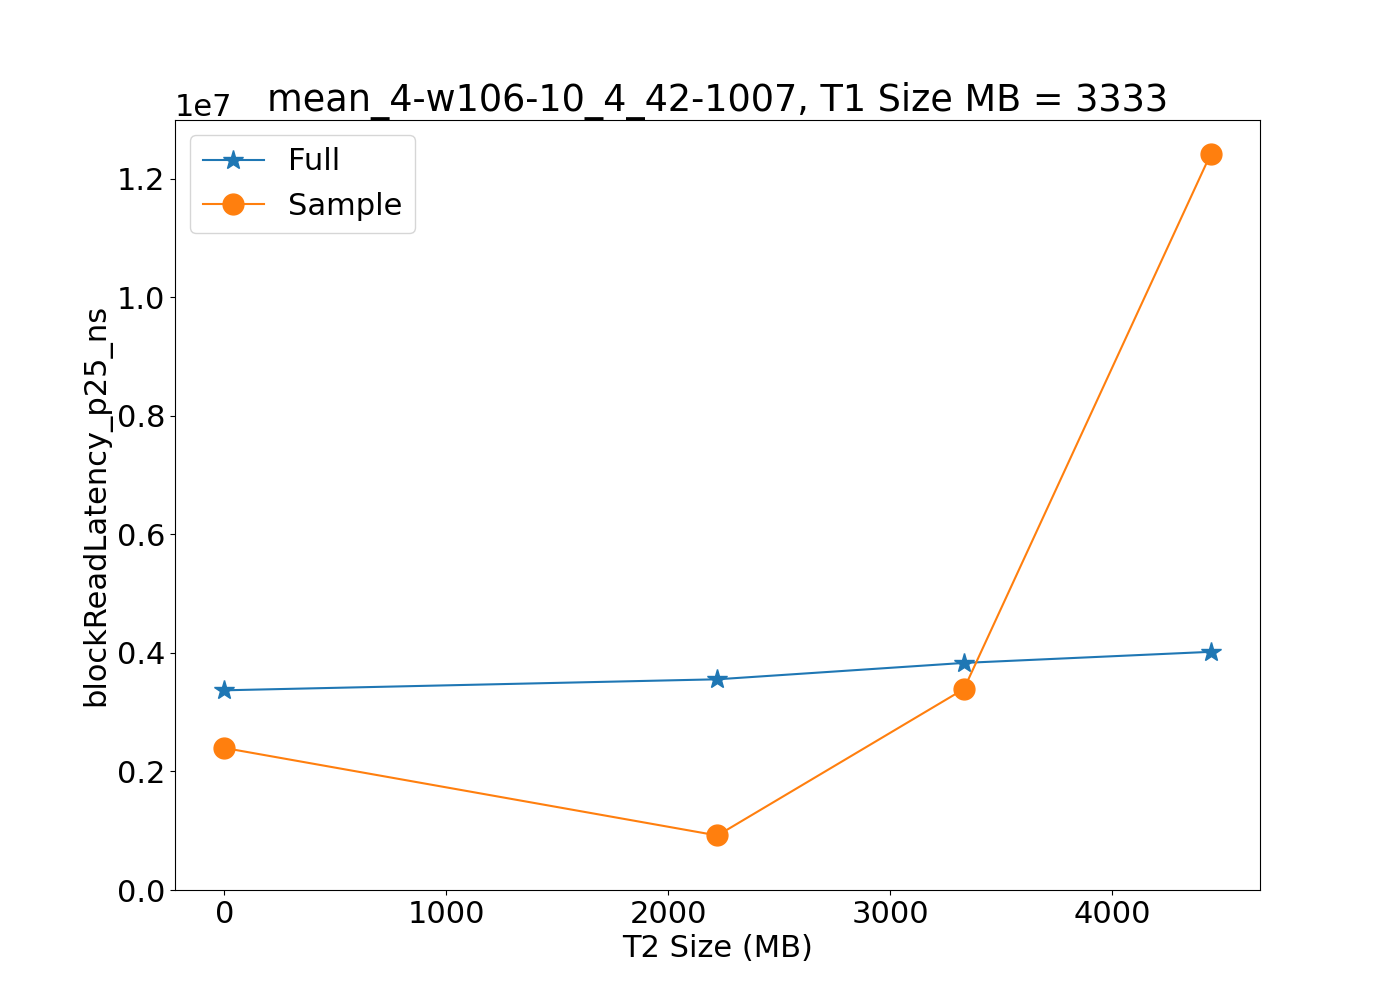 1e7
mean_4-w106-10_4_42-1007, T1 Size MB = 3333
Full
Sample
1.2
1.0
0.8
0.6
0.4
0.2
0.0
blockReadLatency_p25_ns
0 1000 2000 3000 4000
T2 Size (MB)